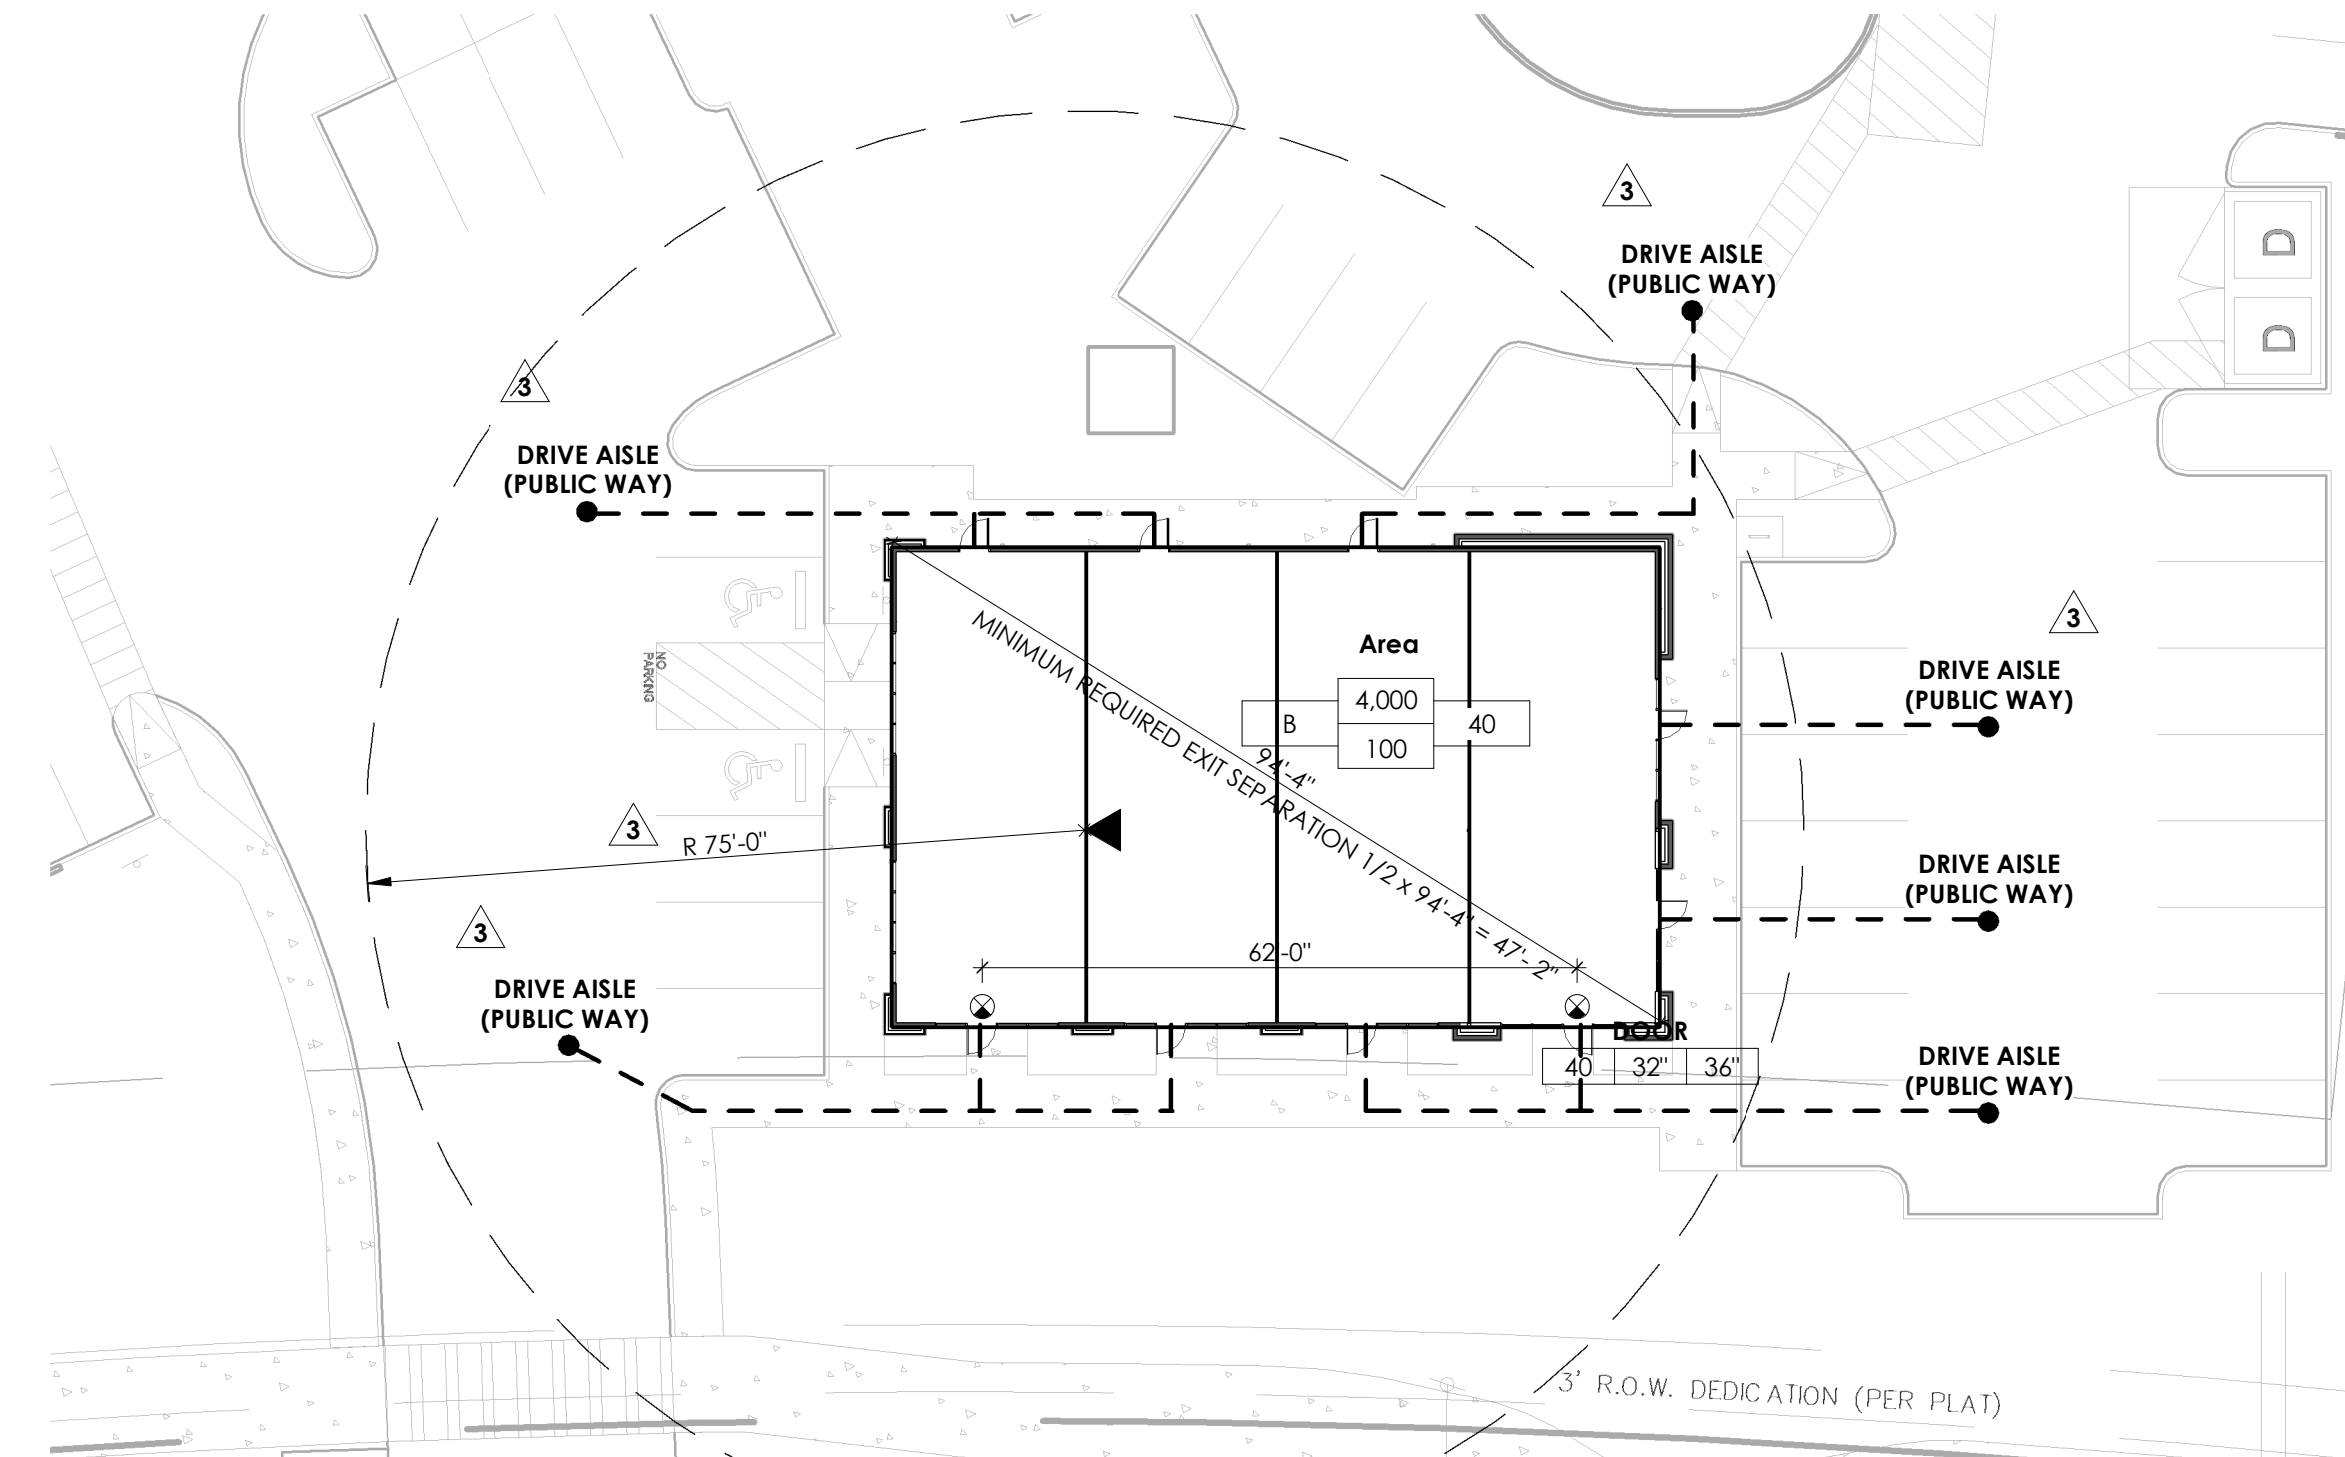 3
DRIVE AISLE
(PUBLIC WAY)
D
D
3
DRIVE AISLE
(PUBLIC WAY)
3
DRIVE AISLE
(PUBLIC WAY)
NO
PARKING
Area
4,000
B
40
100
94'-4"
MINIMUM REQUIRED EXIT SEPARATION 1/2 x 94'-4" = 47'- 2"
3
R 75'-0"
DRIVE AISLE
(PUBLIC WAY)
3
62'-0"
DRIVE AISLE
(PUBLIC WAY)
DOOR
40
32"
36"
DRIVE AISLE
(PUBLIC WAY)
3' R.O.W. DEDICATION (PER PLAT)